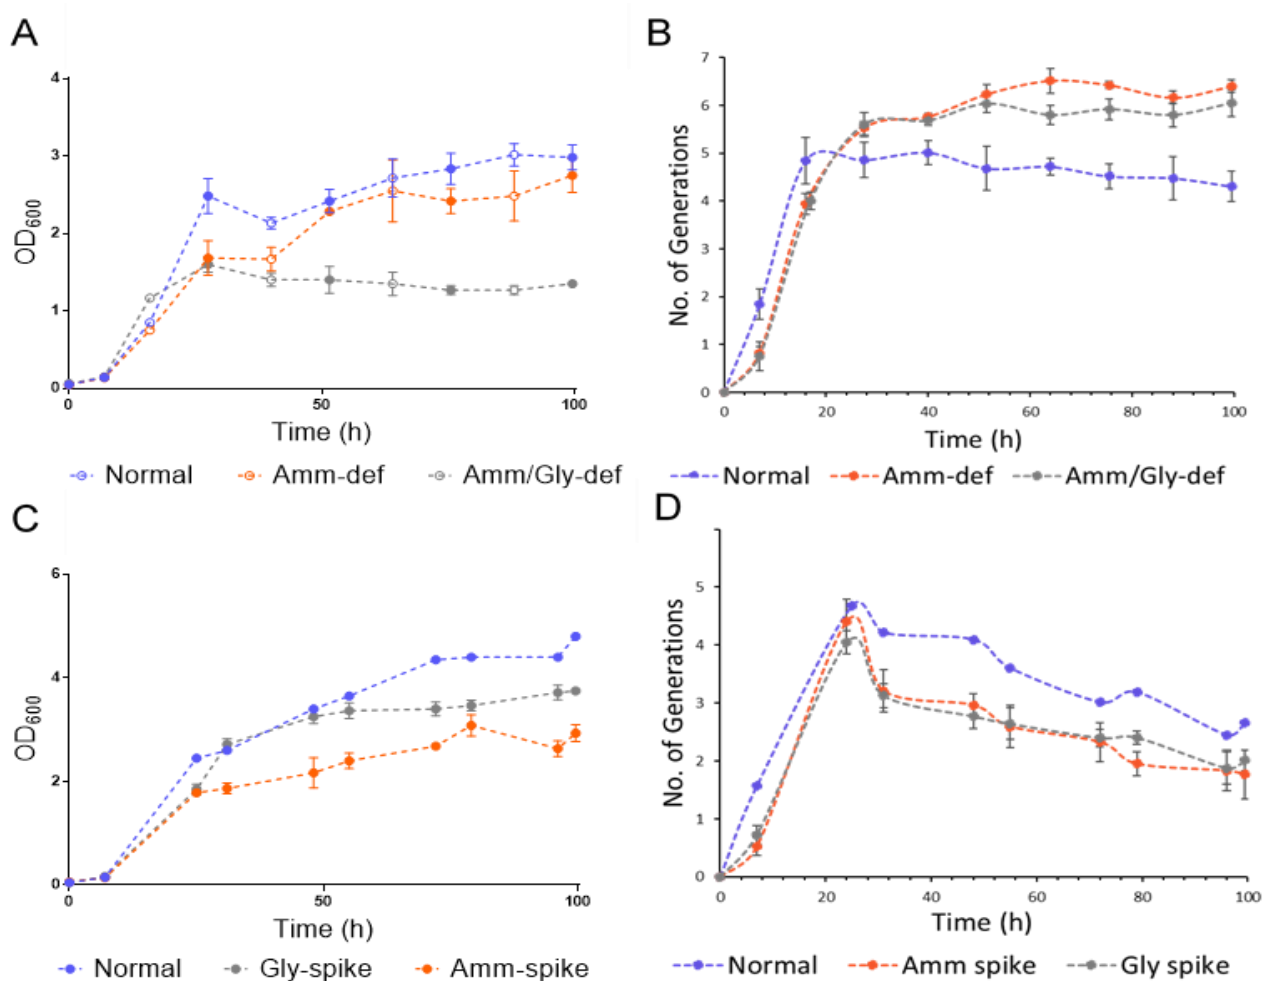 A
OD600
4
3
2
1
0
0 50 100
Time (h)
Normal Amm-def Amm/Gly-def
B
No. of Generations
7
6
5
4
3
2
1
0
0 20 40 60 80 100
Time (h)
Normal Amm-def Amm/Gly-def
C
OD600
6
4
2
0
0 50 100
Time (h)
Normal Gly-spike Amm-spike
D
No. of Generations
5
4
3
2
1
0
0 20 40 60 80 100
Time (h)
Normal Amm spike Gly spike